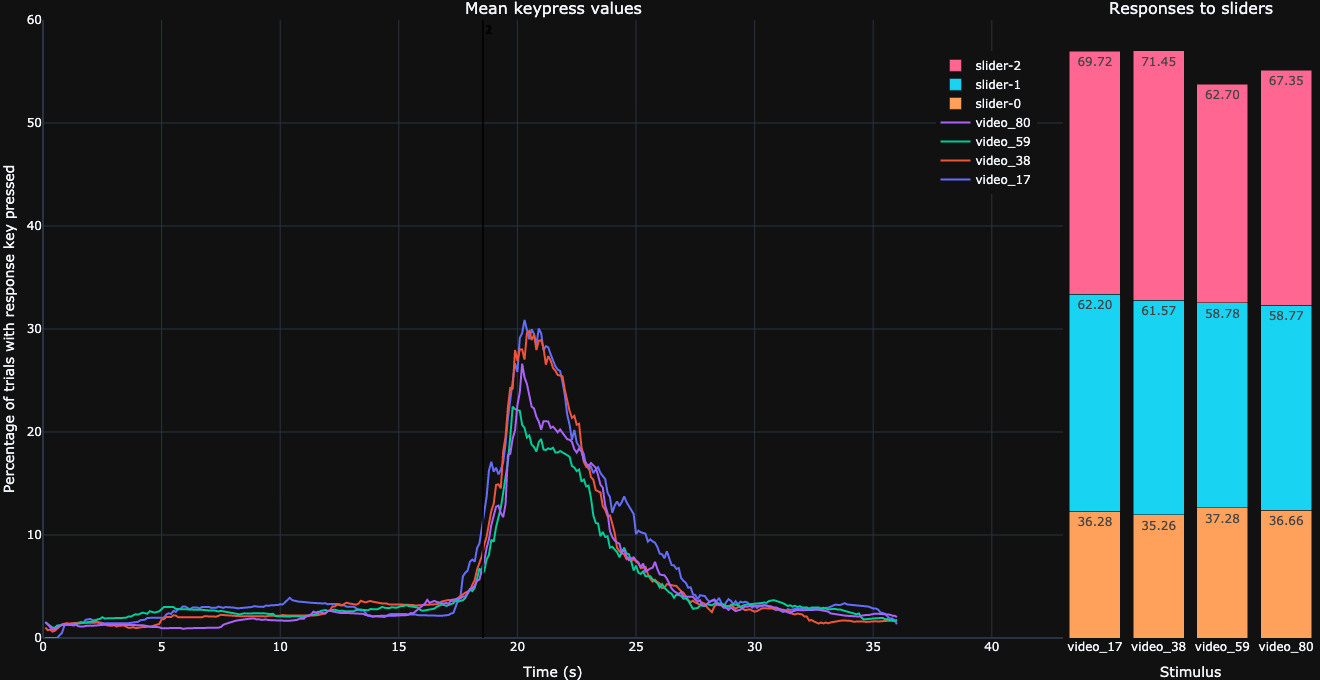 Mean keypress values
Responses to sliders
Percentage of trials with response key pressed
60
50
40
30
20
10
0
0 5 10 15 20 25 30 35 40
Time (s)
slider-2
slider-1
slider-0
video_80
video_59
video_38
video_17
69.72 71.45 62.70 67.35
62.20 61.57 58.78 58.77
36.28 35.26 37.28 36.66
video_17 video_38 video_59 video_80
Stimulus